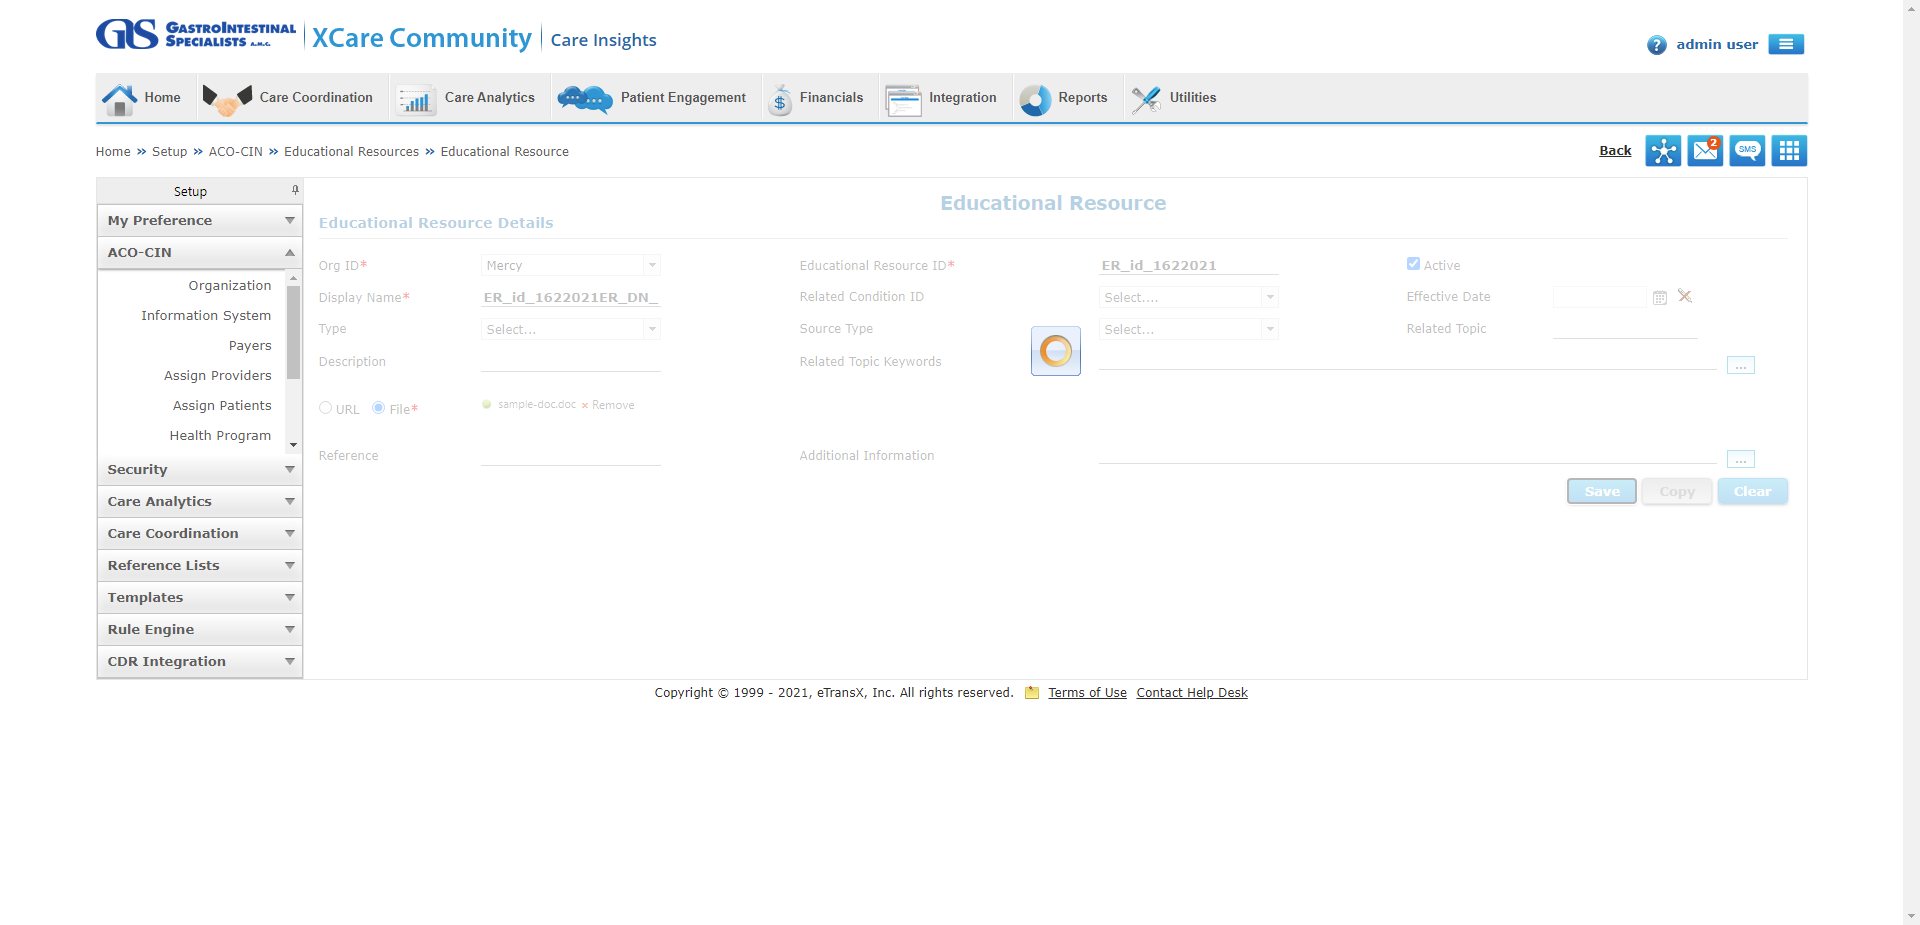 GIS GASTROINTESTINAL SPECIALISTS A.M.C. XCare Community Care Insights
? admin user
Home Care Coordination Care Analytics Patient Engagement $ Financials Integration Reports Utilities
Home » Setup » ACO-CIN » Educational Resources » Educational Resource
Back 2 SMS
Setup
My Preference
ACO-CIN
Organization
Information System
Payers
Assign Providers
Assign Patients
Health Program
Security
Care Analytics
Care Coordination
Reference Lists
Templates
Rule Engine
CDR Integration
Educational Resource
Educational Resource Details
Org ID* Mercy Educational Resource ID* ER_id_1622021 Active
Display Name* ER_id_1622021ER_DN_ Related Condition ID Select.... Effective Date
Type Select... Source Type Select... Related Topic
Description Related Topic Keywords ...
URL File* sample-doc.doc x Remove
Reference Additional Information ...
Save Copy Clear
Copyright © 1999 - 2021, eTransX, Inc. All rights reserved. Terms of Use Contact Help Desk